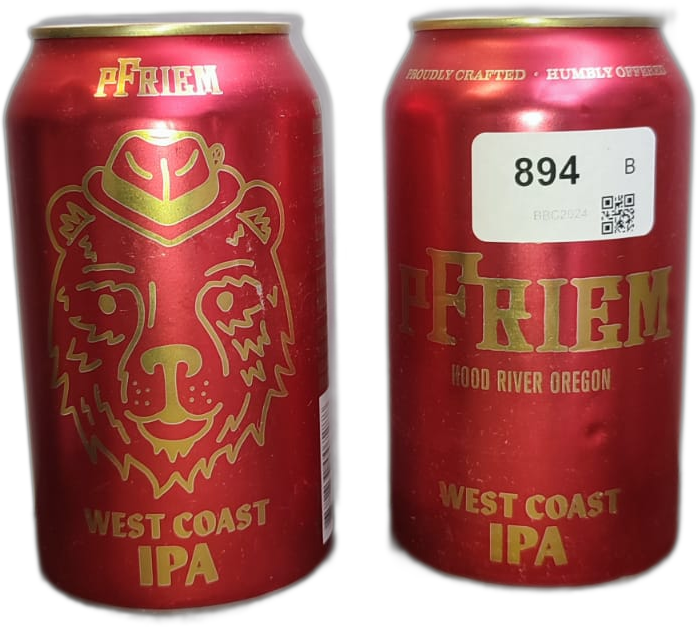 PFRIEM
WEST COAST
IPA
PROUDLY CRAFTED · HUMBLY OFFERED
894 B
BBC2024
PFRIEM
HOOD RIVER OREGON
WEST COAST
IPA